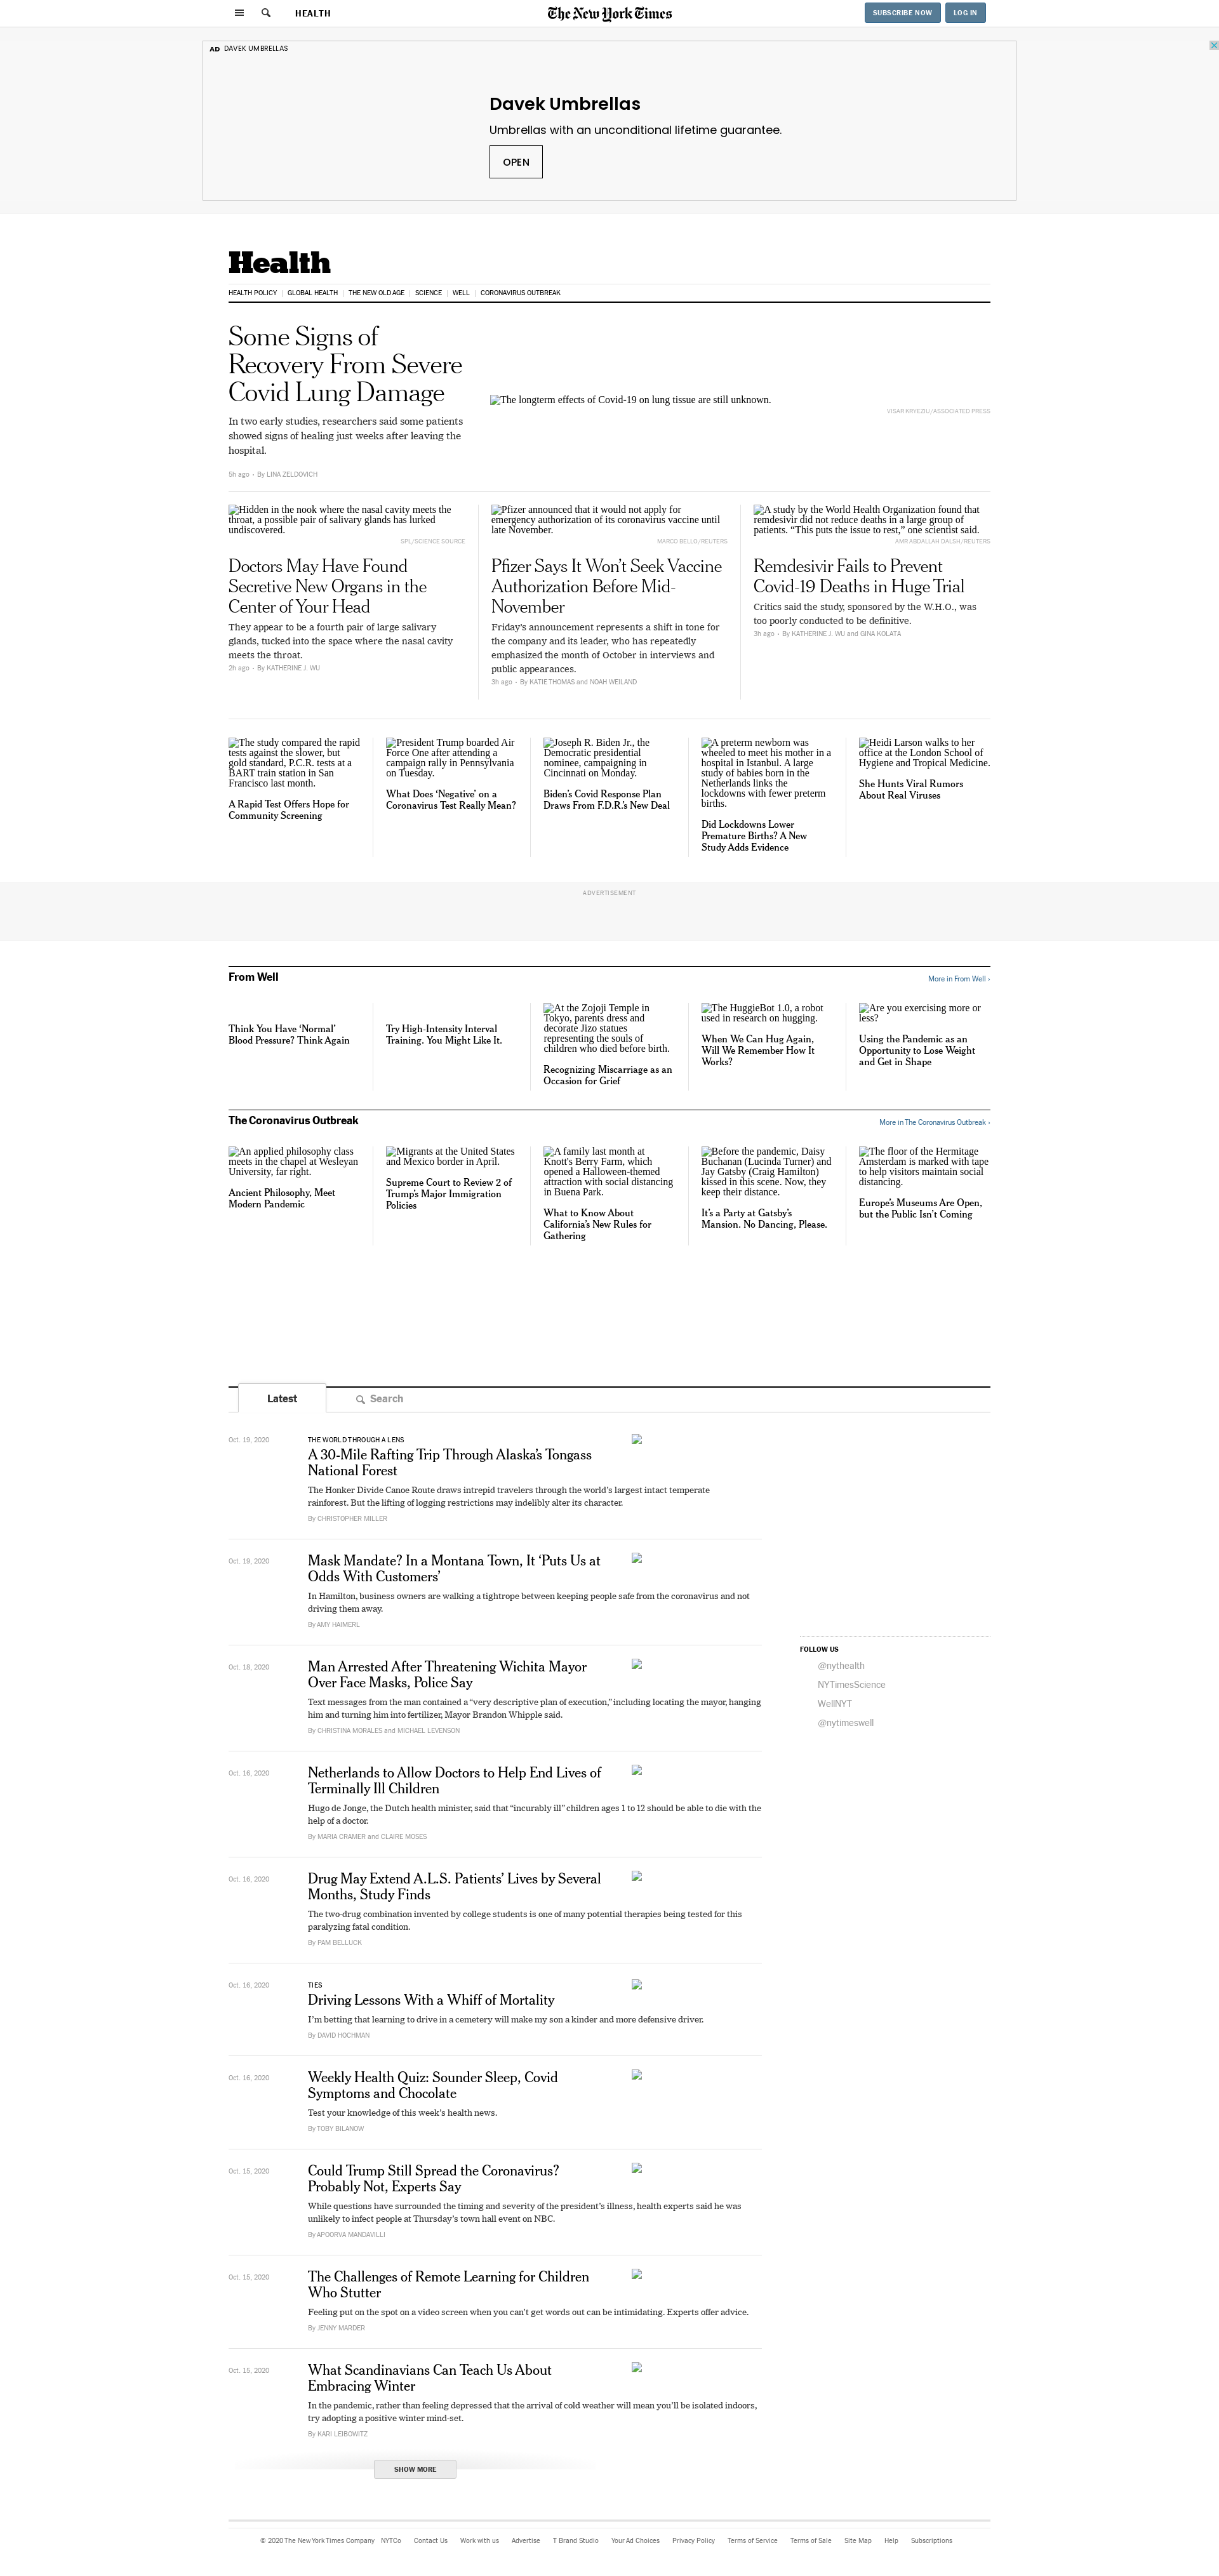 HEALTH
The New York Times
SUBSCRIBE NOW
LOG IN
AD DAVEK UMBRELLAS
Davek Umbrellas
Umbrellas with an unconditional lifetime guarantee.
OPEN
Health
HEALTH POLICY | GLOBAL HEALTH | THE NEW OLD AGE | SCIENCE | WELL | CORONAVIRUS OUTBREAK
Some Signs of
Recovery From Severe
Covid Lung Damage
In two early studies, researchers said some patients
showed signs of healing just weeks after leaving the
hospital.
5h ago • By LINA ZELDOVICH
The longterm effects of Covid-19 on lung tissue are still unknown.
VISAR KRYEZIU/ASSOCIATED PRESS
Hidden in the nook where the nasal cavity meets the
throat, a possible pair of salivary glands has lurked
undiscovered.
SPL/SCIENCE SOURCE
Doctors May Have Found
Secretive New Organs in the
Center of Your Head
They appear to be a fourth pair of large salivary
glands, tucked into the space where the nasal cavity
meets the throat.
2h ago • By KATHERINE J. WU
Pfizer announced that it would not apply for
emergency authorization of its coronavirus vaccine until
late November.
MARCO BELLO/REUTERS
Pfizer Says It Won’t Seek Vaccine
Authorization Before Mid-
November
Friday’s announcement represents a shift in tone for
the company and its leader, who has repeatedly
emphasized the month of October in interviews and
public appearances.
3h ago • By KATIE THOMAS and NOAH WEILAND
A study by the World Health Organization found that
remdesivir did not reduce deaths in a large group of
patients. “This puts the issue to rest,” one scientist said.
AMR ABDALLAH DALSH/REUTERS
Remdesivir Fails to Prevent
Covid-19 Deaths in Huge Trial
Critics said the study, sponsored by the W.H.O., was
too poorly conducted to be definitive.
3h ago • By KATHERINE J. WU and GINA KOLATA
The study compared the rapid
tests against the slower, but
gold standard, P.C.R. tests at a
BART train station in San
Francisco last month.
A Rapid Test Offers Hope for
Community Screening
President Trump boarded Air
Force One after attending a
campaign rally in Pennsylvania
on Tuesday.
What Does ‘Negative’ on a
Coronavirus Test Really Mean?
Joseph R. Biden Jr., the
Democratic presidential
nominee, campaigning in
Cincinnati on Monday.
Biden’s Covid Response Plan
Draws From F.D.R.’s New Deal
A preterm newborn was
wheeled to meet his mother in a
hospital in Istanbul. A large
study of babies born in the
Netherlands links the
lockdowns with fewer preterm
births.
Did Lockdowns Lower
Premature Births? A New
Study Adds Evidence
Heidi Larson walks to her
office at the London School of
Hygiene and Tropical Medicine.
She Hunts Viral Rumors
About Real Viruses
ADVERTISEMENT
From Well
More in From Well ›
Think You Have ‘Normal’
Blood Pressure? Think Again
Try High-Intensity Interval
Training. You Might Like It.
At the Zojoji Temple in
Tokyo, parents dress and
decorate Jizo statues
representing the souls of
children who died before birth.
Recognizing Miscarriage as an
Occasion for Grief
The HuggieBot 1.0, a robot
used in research on hugging.
When We Can Hug Again,
Will We Remember How It
Works?
Are you exercising more or
less?
Using the Pandemic as an
Opportunity to Lose Weight
and Get in Shape
The Coronavirus Outbreak
More in The Coronavirus Outbreak ›
An applied philosophy class
meets in the chapel at Wesleyan
University, far right.
Ancient Philosophy, Meet
Modern Pandemic
Migrants at the United States
and Mexico border in April.
Supreme Court to Review 2 of
Trump’s Major Immigration
Policies
A family last month at
Knott's Berry Farm, which
opened a Halloween-themed
attraction with social distancing
in Buena Park.
What to Know About
California’s New Rules for
Gathering
Before the pandemic, Daisy
Buchanan (Lucinda Turner) and
Jay Gatsby (Craig Hamilton)
kissed in this scene. Now, they
keep their distance.
It’s a Party at Gatsby’s
Mansion. No Dancing, Please.
The floor of the Hermitage
Amsterdam is marked with tape
to help visitors maintain social
distancing.
Europe’s Museums Are Open,
but the Public Isn’t Coming
Latest
Search
Oct. 19, 2020
THE WORLD THROUGH A LENS
A 30-Mile Rafting Trip Through Alaska’s Tongass
National Forest
The Honker Divide Canoe Route draws intrepid travelers through the world’s largest intact temperate
rainforest. But the lifting of logging restrictions may indelibly alter its character.
By CHRISTOPHER MILLER
Oct. 19, 2020
Mask Mandate? In a Montana Town, It ‘Puts Us at
Odds With Customers’
In Hamilton, business owners are walking a tightrope between keeping people safe from the coronavirus and not
driving them away.
By AMY HAIMERL
Oct. 18, 2020
Man Arrested After Threatening Wichita Mayor
Over Face Masks, Police Say
Text messages from the man contained a “very descriptive plan of execution,” including locating the mayor, hanging
him and turning him into fertilizer, Mayor Brandon Whipple said.
By CHRISTINA MORALES and MICHAEL LEVENSON
Oct. 16, 2020
Netherlands to Allow Doctors to Help End Lives of
Terminally Ill Children
Hugo de Jonge, the Dutch health minister, said that “incurably ill” children ages 1 to 12 should be able to die with the
help of a doctor.
By MARIA CRAMER and CLAIRE MOSES
Oct. 16, 2020
Drug May Extend A.L.S. Patients’ Lives by Several
Months, Study Finds
The two-drug combination invented by college students is one of many potential therapies being tested for this
paralyzing fatal condition.
By PAM BELLUCK
Oct. 16, 2020
TIES
Driving Lessons With a Whiff of Mortality
I’m betting that learning to drive in a cemetery will make my son a kinder and more defensive driver.
By DAVID HOCHMAN
Oct. 16, 2020
Weekly Health Quiz: Sounder Sleep, Covid
Symptoms and Chocolate
Test your knowledge of this week’s health news.
By TOBY BILANOW
Oct. 15, 2020
Could Trump Still Spread the Coronavirus?
Probably Not, Experts Say
While questions have surrounded the timing and severity of the president’s illness, health experts said he was
unlikely to infect people at Thursday’s town hall event on NBC.
By APOORVA MANDAVILLI
Oct. 15, 2020
The Challenges of Remote Learning for Children
Who Stutter
Feeling put on the spot on a video screen when you can’t get words out can be intimidating. Experts offer advice.
By JENNY MARDER
Oct. 15, 2020
What Scandinavians Can Teach Us About
Embracing Winter
In the pandemic, rather than feeling depressed that the arrival of cold weather will mean you’ll be isolated indoors,
try adopting a positive winter mind-set.
By KARI LEIBOWITZ
SHOW MORE
FOLLOW US
@nythealth
NYTimesScience
WellNYT
@nytimeswell
© 2020 The New York Times Company NYTCo Contact Us Work with us Advertise T Brand Studio Your Ad Choices Privacy Policy Terms of Service Terms of Sale Site Map Help Subscriptions